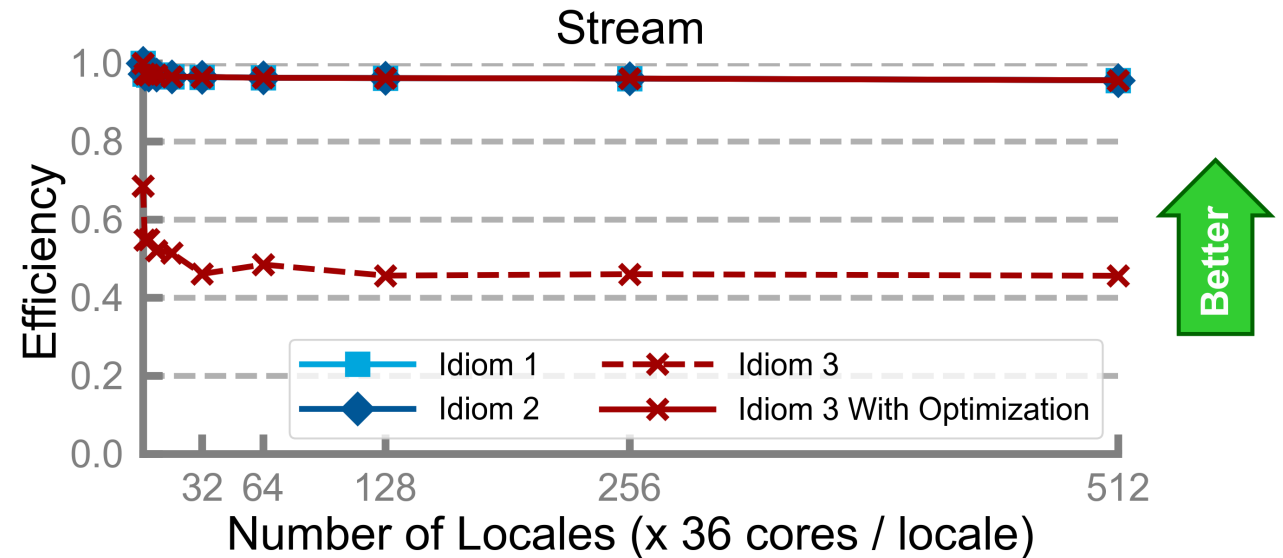 Stream
1.0
0.8
0.6
0.4
0.2
0.0
Efficiency
Better
Idiom 1
Idiom 3
Idiom 2
Idiom 3 With Optimization
32 64 128 256 512
Number of Locales (x 36 cores / locale)